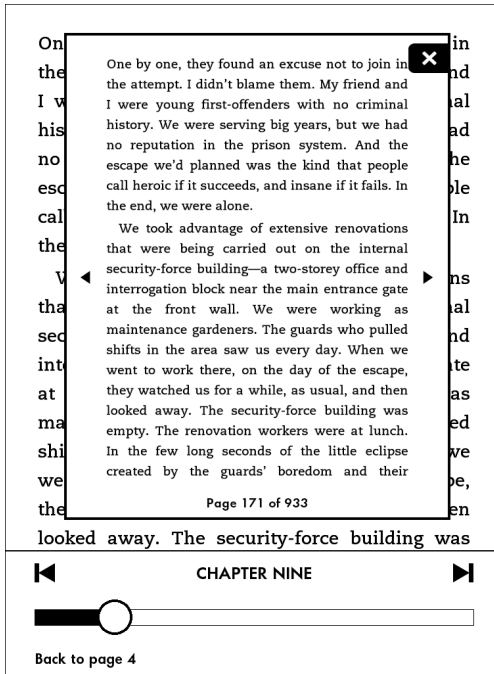 One by one, they found an excuse not to join in
the attempt. I didn’t blame them. My friend and
I were young first-offenders with no criminal
history. We were serving big years, but we had
no reputation in the prison system. And the
escape we’d planned was the kind that people
call heroic if it succeeds, and insane if it fails. In
the end, we were alone.
We took advantage of extensive renovations
that were being carried out on the internal
security-force building—a two-storey office and
interrogation block near the main entrance gate
at the front wall. We were working as
maintenance gardeners. The guards who pulled
shifts in the area saw us every day. When we
went to work there, on the day of the escape,
they watched us for a while, as usual, and then
looked away. The security-force building was
empty. The renovation workers were at lunch.
In the few long seconds of the little eclipse
created by the guards’ boredom and their
Page 171 of 933
looked away. The security-force building was
CHAPTER NINE
Back to page 4